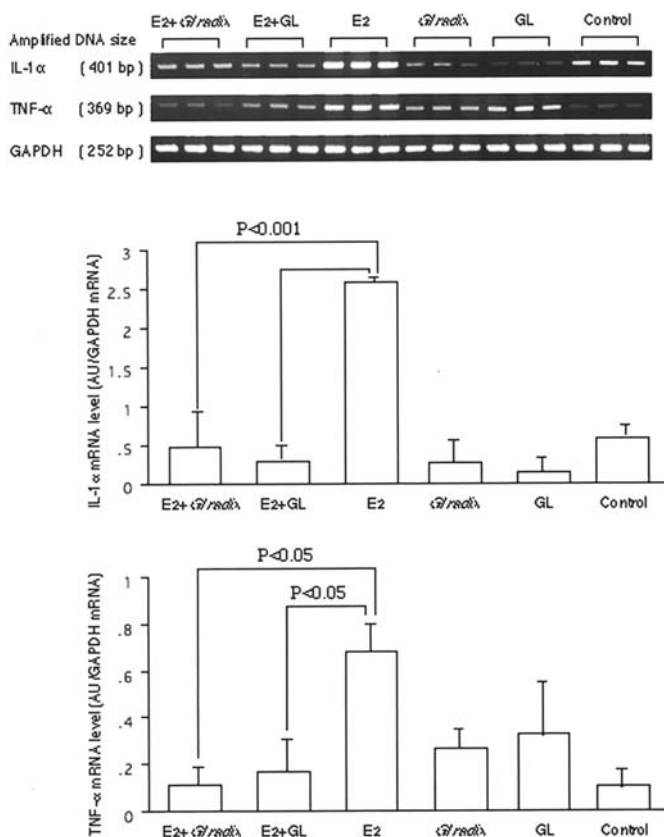 E2+ E2+GL E2 GL Control
Amplified DNA size
IL-1α (401 bp)
TNF-α (369 bp)
GAPDH (252 bp)
P<0.001
IL-1α mRNA level (AU/GAPDH mRNA)
3
2.5
2
1.5
1
.5
0
E2+ E2+GL E2 GL Control
P<0.05
P<0.05
TNF-α mRNA level (AU/GAPDH mRNA)
1
.8
.6
.4
.2
0
E2+ E2+GL E2 GL Control